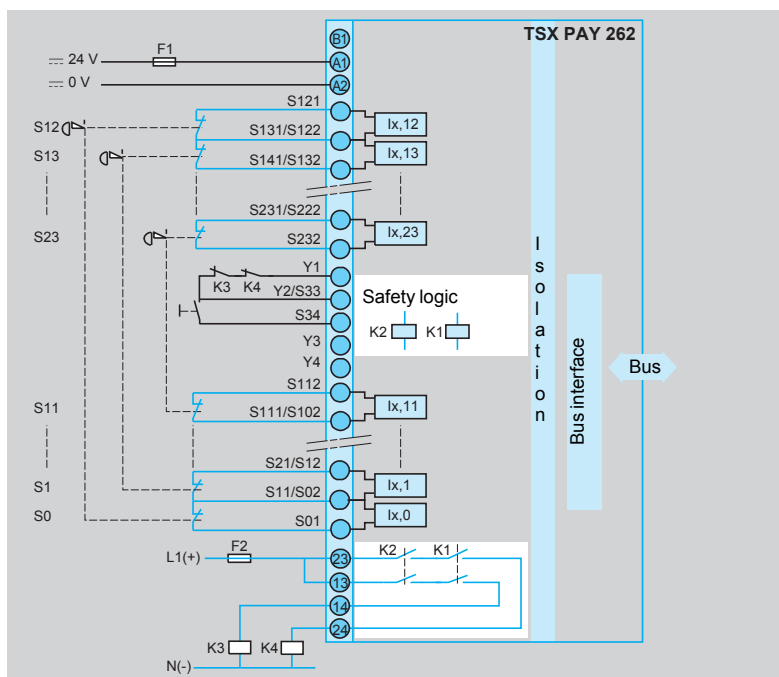 TSX PAY 262
B1
F1
⎓ 24 V
A1
⎓ 0 V
A2
S121
S12
Ix,12
S131/S122
S13
Ix,13
S141/S132
S231/S222
S23
Ix,23
S232
Y1
K3 K4
Y2/S33
Safety logic
S34
K2 K1
Y3
Y4
Isolation
Bus interface
Bus
S112
S11
Ix,11
S111/S102
S21/S12
S1
Ix,1
S11/S02
S0
Ix,0
S01
F2
L1(+)
23
K2 K1
13
14
24
K3 K4
N(-)